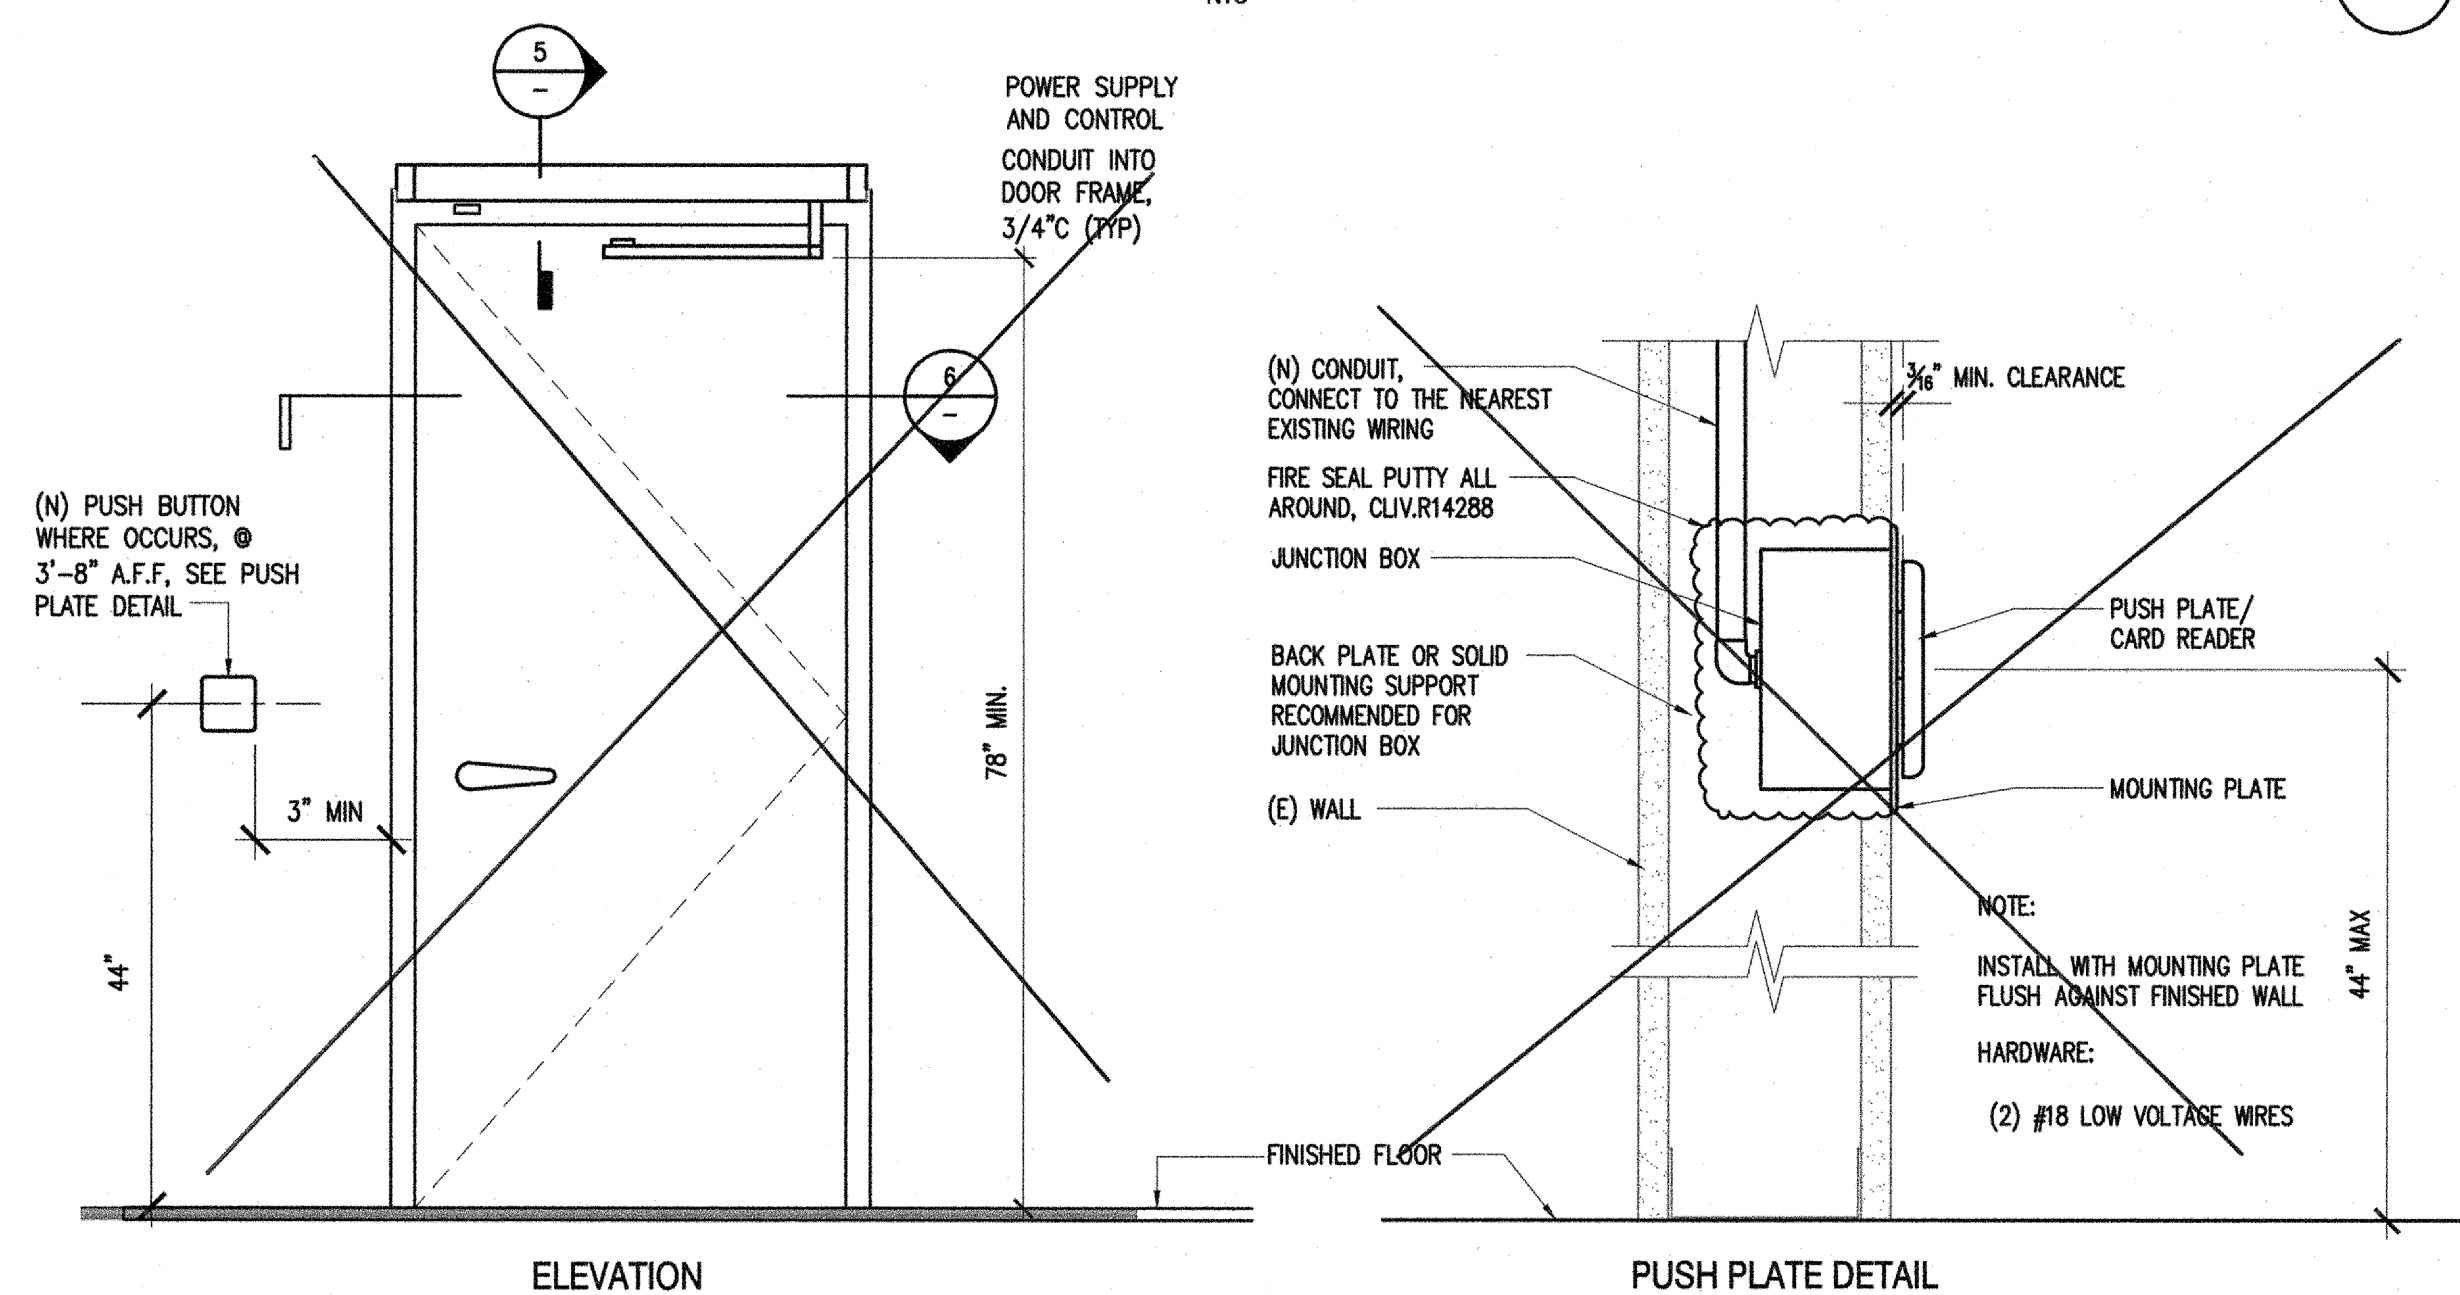 5
–
POWER SUPPLY
AND CONTROL
CONDUIT INTO
DOOR FRAME,
3/4"C (TYP)
6
–
(N) PUSH BUTTON
WHERE OCCURS, @
3'-8" A.F.F, SEE PUSH
PLATE DETAIL
3" MIN
44"
78" MIN.
ELEVATION
(N) CONDUIT,
CONNECT TO THE NEAREST
EXISTING WIRING
FIRE SEAL PUTTY ALL
AROUND, CLIV.R14288
JUNCTION BOX
BACK PLATE OR SOLID
MOUNTING SUPPORT
RECOMMENDED FOR
JUNCTION BOX
(E) WALL
FINISHED FLOOR
3/16" MIN. CLEARANCE
PUSH PLATE/
CARD READER
MOUNTING PLATE
NOTE:
INSTALL WITH MOUNTING PLATE
FLUSH AGAINST FINISHED WALL
HARDWARE:
(2) #18 LOW VOLTAGE WIRES
44" MAX
PUSH PLATE DETAIL